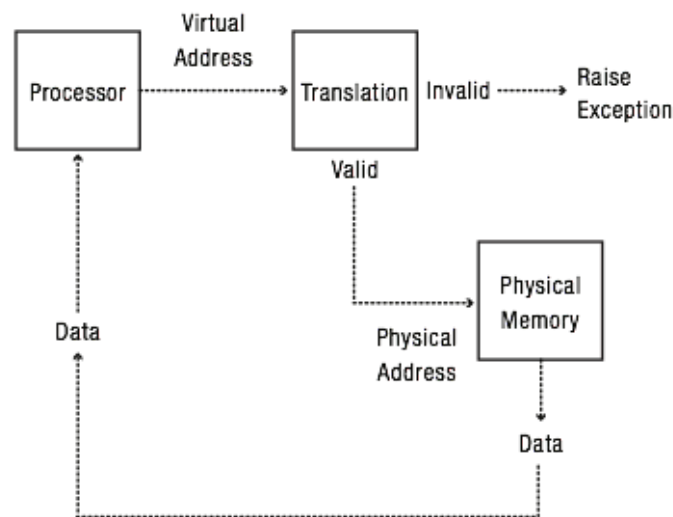 Virtual
Address
Processor
Translation
Invalid
Raise
Exception
Valid
Physical
Memory
Data
Physical
Address
Data